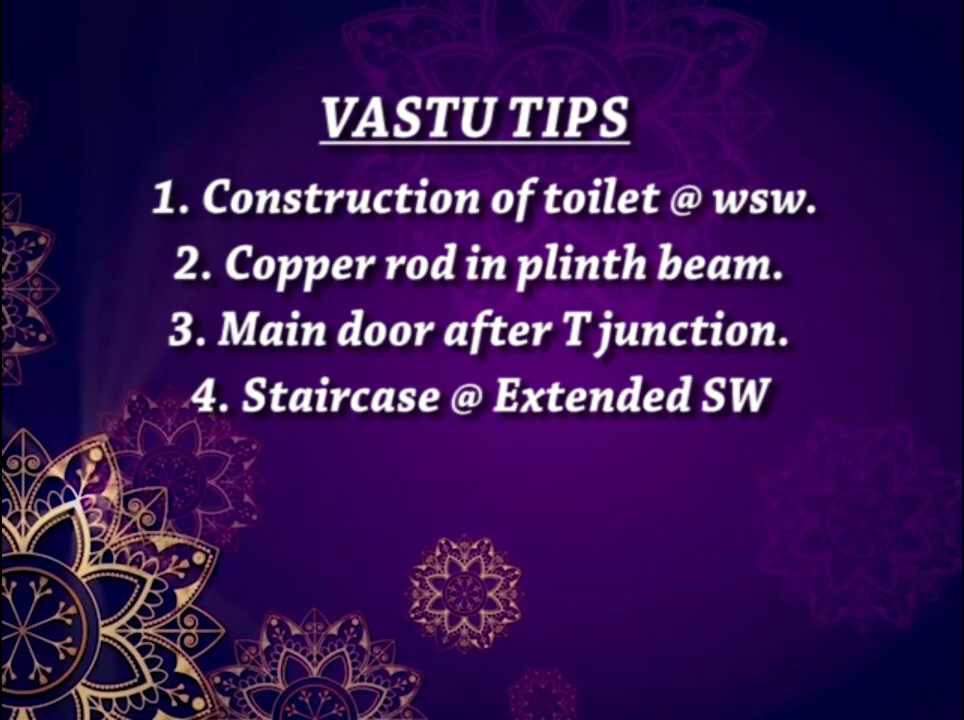 VASTU TIPS
1. Construction of toilet @ wsw.
2. Copper rod in plinth beam.
3. Main door after T junction.
4. Staircase @ Extended SW